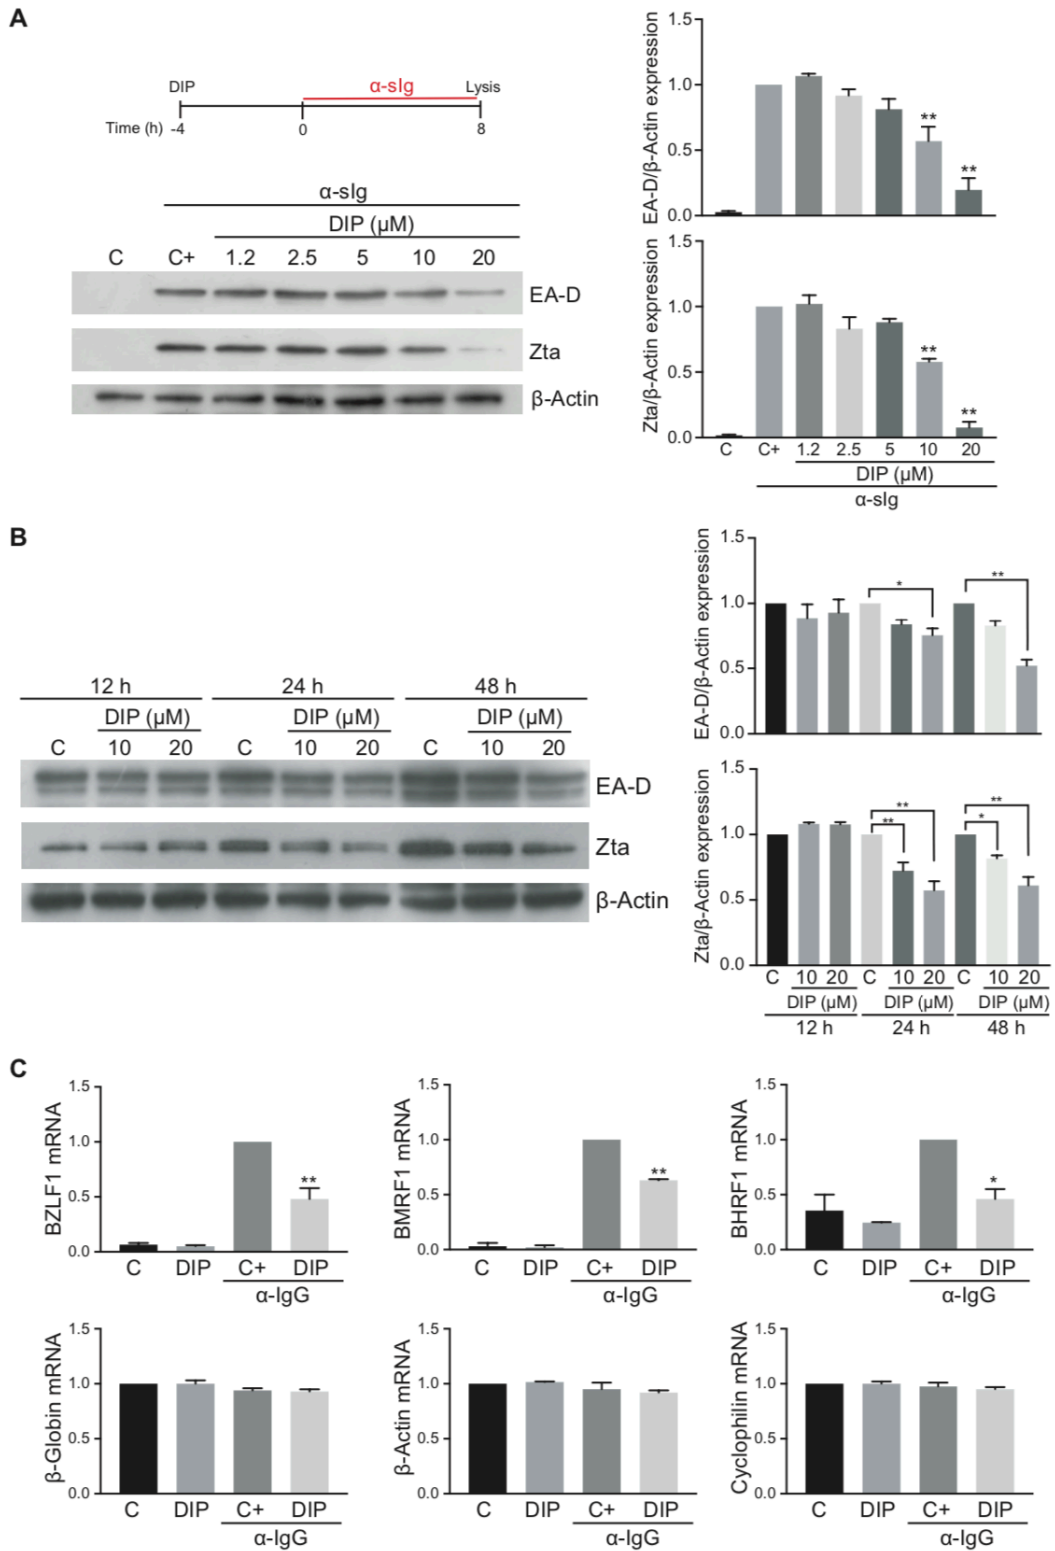 A
DIP α-sIg Lysis
Time (h) -4 0 8
α-sIg
DIP (µM)
C C+ 1.2 2.5 5 10 20
EA-D
Zta
β-Actin
EA-D/β-Actin expression
1.5
1.0
0.5
0.0
** **
Zta/β-Actin expression
1.5
1.0
0.5
0.0
** **
C C+ 1.2 2.5 5 10 20
DIP (µM)
α-sIg
B
12 h 24 h 48 h
DIP (µM) DIP (µM) DIP (µM)
C 10 20 C 10 20 C 10 20
EA-D
Zta
β-Actin
EA-D/β-Actin expression
1.5
1.0
0.5
0.0
* **
Zta/β-Actin expression
1.5
1.0
0.5
0.0
** ** * **
C 10 20 C 10 20 C 10 20
DIP (µM) DIP (µM) DIP (µM)
12 h 24 h 48 h
C
BZLF1 mRNA
1.5
1.0
0.5
0.0
**
C DIP C+ DIP
α-IgG
BMRF1 mRNA
1.5
1.0
0.5
0.0
**
C DIP C+ DIP
α-IgG
BHRF1 mRNA
1.5
1.0
0.5
0.0
*
C DIP C+ DIP
α-IgG
β-Globin mRNA
1.5
1.0
0.5
0.0
C DIP C+ DIP
α-IgG
β-Actin mRNA
1.5
1.0
0.5
0.0
C DIP C+ DIP
α-IgG
Cyclophilin mRNA
1.5
1.0
0.5
0.0
C DIP C+ DIP
α-IgG